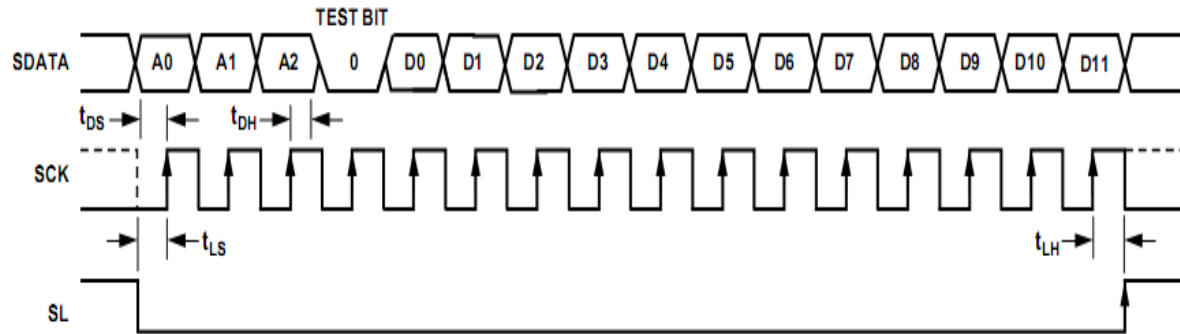 TEST BIT
SDATA A0 A1 A2 0 D0 D1 D2 D3 D4 D5 D6 D7 D8 D9 D10 D11
tDS tDH
SCK
tLS tLH
SL